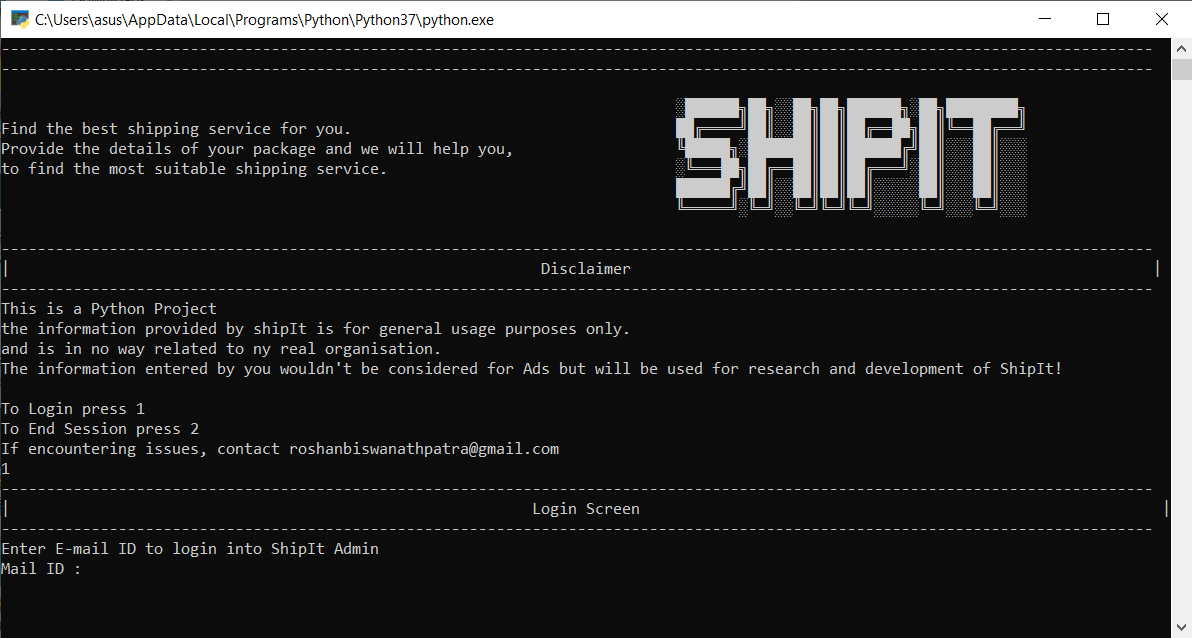 C:\Users\asus\AppData\Local\Programs\Python\Python37\python.exe
SHIPIT
Find the best shipping service for you.
Provide the details of your package and we will help you,
to find the most suitable shipping service.
Disclaimer
This is a Python Project
the information provided by shipIt is for general usage purposes only.
and is in no way related to ny real organisation.
The information entered by you wouldn't be considered for Ads but will be used for research and development of ShipIt!
To Login press 1
To End Session press 2
If encountering issues, contact roshanbiswanathpatra@gmail.com
1
Login Screen
Enter E-mail ID to login into ShipIt Admin
Mail ID :